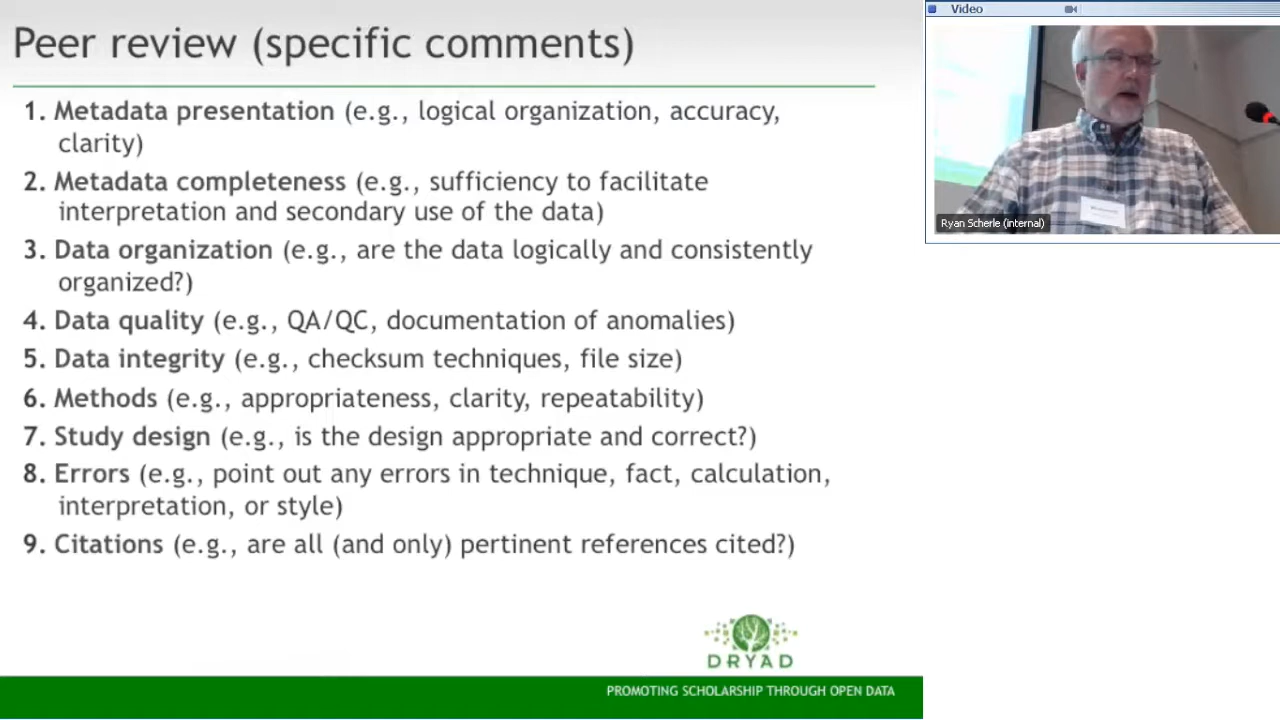 Peer review (specific comments)
1. Metadata presentation (e.g., logical organization, accuracy,
clarity)
2. Metadata completeness (e.g., sufficiency to facilitate
interpretation and secondary use of the data)
3. Data organization (e.g., are the data logically and consistently
organized?)
4. Data quality (e.g., QA/QC, documentation of anomalies)
5. Data integrity (e.g., checksum techniques, file size)
6. Methods (e.g., appropriateness, clarity, repeatability)
7. Study design (e.g., is the design appropriate and correct?)
8. Errors (e.g., point out any errors in technique, fact, calculation,
interpretation, or style)
9. Citations (e.g., are all (and only) pertinent references cited?)
DRYAD
PROMOTING SCHOLARSHIP THROUGH OPEN DATA
Video
Ryan Scherle (internal)